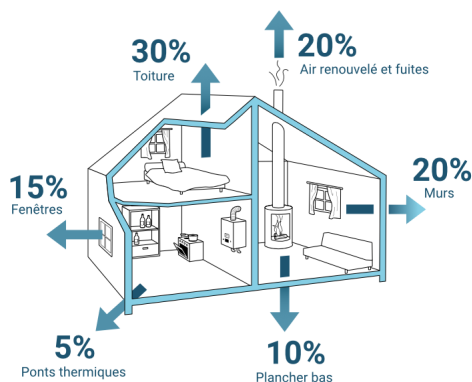 30%
Toiture
20%
Air renouvelé et fuites
15%
Fenêtres
20%
Murs
5%
Ponts thermiques
10%
Plancher bas